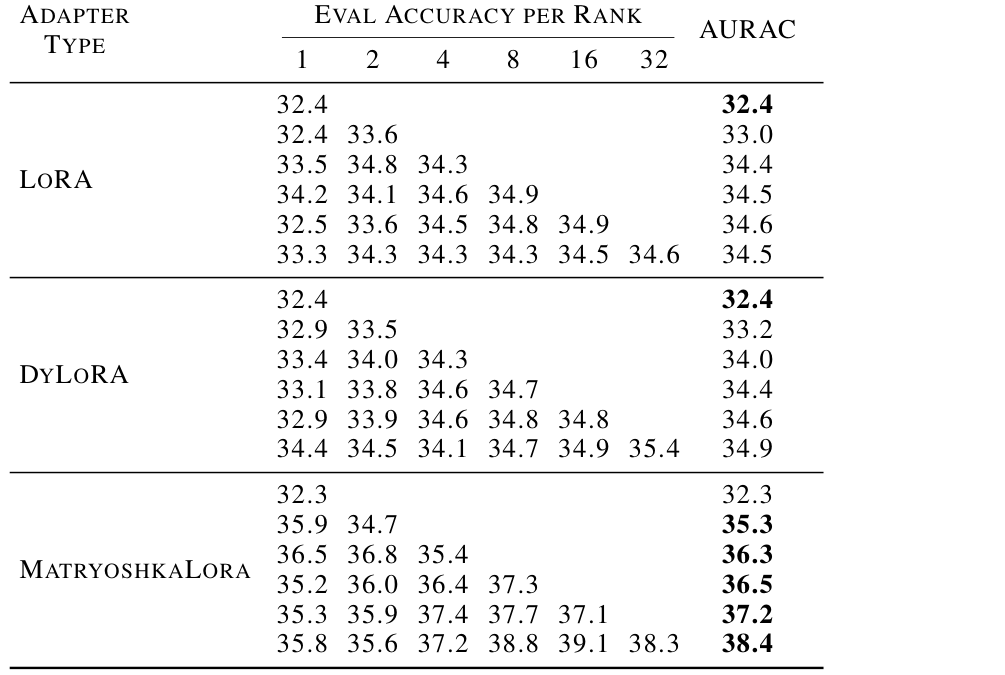 ADAPTER TYPE EVAL ACCURACY PER RANK AURAC
1 2 4 8 16 32
LORA
32.4 32.4
32.4 33.6 33.0
33.5 34.8 34.3 34.4
34.2 34.1 34.6 34.9 34.5
32.5 33.6 34.5 34.8 34.9 34.6
33.3 34.3 34.3 34.3 34.5 34.6 34.5
DYLORA
32.4 32.4
32.9 33.5 33.2
33.4 34.0 34.3 34.0
33.1 33.8 34.6 34.7 34.4
32.9 33.9 34.6 34.8 34.8 34.6
34.4 34.5 34.1 34.7 34.9 35.4 34.9
MATRYOSHKALORA
32.3 32.3
35.9 34.7 35.3
36.5 36.8 35.4 36.3
35.2 36.0 36.4 37.3 36.5
35.3 35.9 37.4 37.7 37.1 37.2
35.8 35.6 37.2 38.8 39.1 38.3 38.4